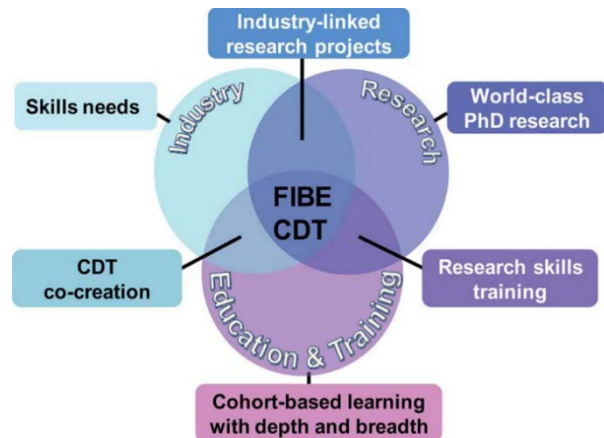 Industry-linked
research projects
Skills needs
Industry
Research
World-class
PhD research
FIBE
CDT
CDT
co-creation
Research skills
training
Education & Training
Cohort-based learning
with depth and breadth